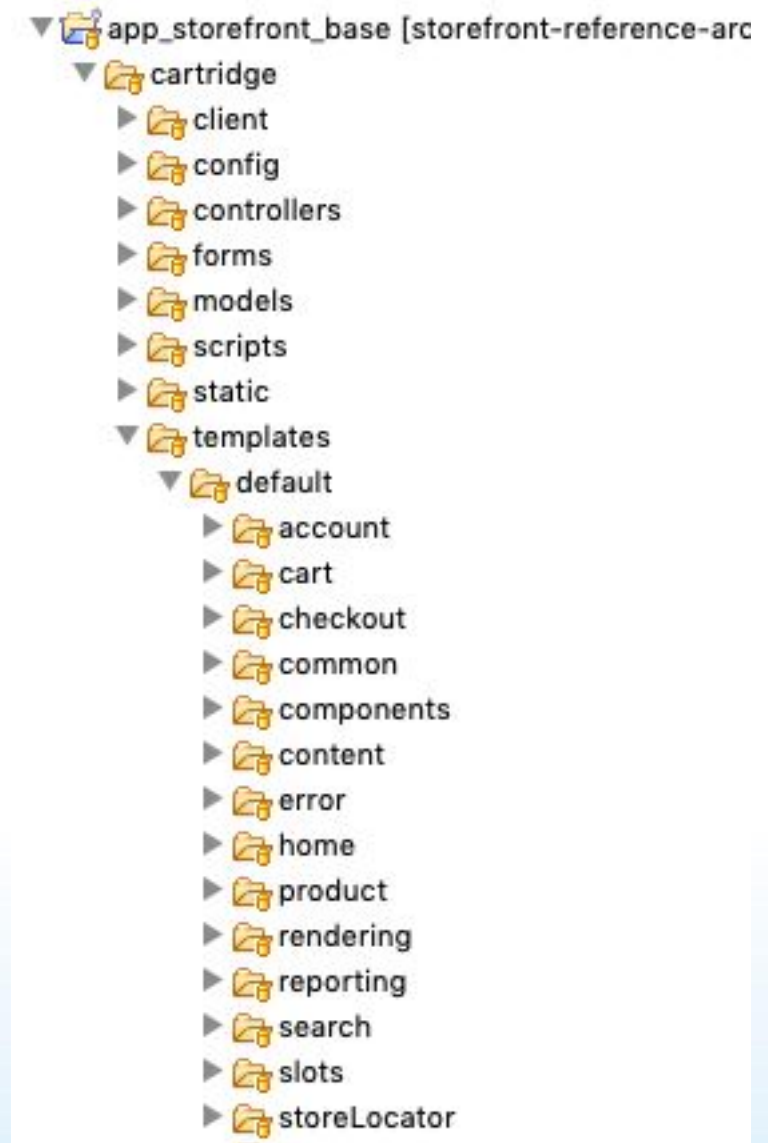 app_storefront_base [storefront-reference-arc
cartridge
client
config
controllers
forms
models
scripts
static
templates
default
account
cart
checkout
common
components
content
error
home
product
rendering
reporting
search
slots
storeLocator